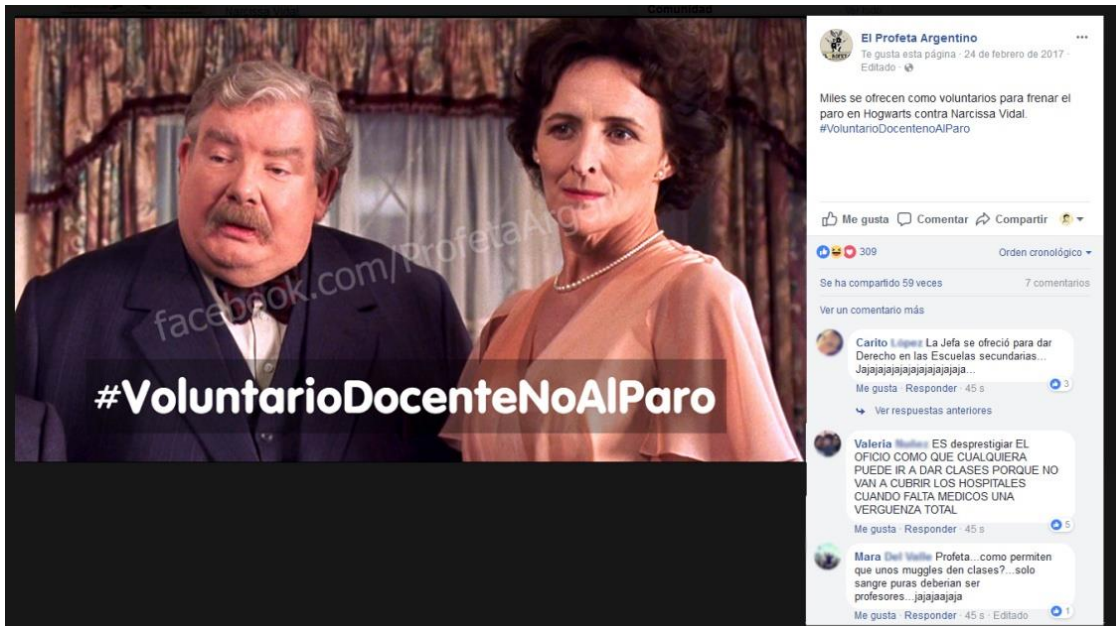 Narcissa Vidal
Comunidad
facebook.com/ProfetaArg
#VoluntarioDocenteNoAlParo
El Profeta Argentino
Te gusta esta página · 24 de febrero de 2017 ·
Editado ·
Miles se ofrecen como voluntarios para frenar el
paro en Hogwarts contra Narcissa Vidal.
#VoluntarioDocentenoAlParo
Me gusta Comentar Compartir
309 Orden cronológico
Se ha compartido 59 veces 7 comentarios
Ver un comentario más
Carito La Jefa se ofreció para dar
Derecho en las Escuelas secundarias...
Jajajajajajajajajajajaja...
Me gusta · Responder · 45 s 3
Ver respuestas anteriores
Valeria ES desprestigiar EL
OFICIO COMO QUE CUALQUIERA
PUEDE IR A DAR CLASES PORQUE NO
VAN A CUBRIR LOS HOSPITALES
CUANDO FALTA MEDICOS UNA
VERGUENZA TOTAL
Me gusta · Responder · 45 s 5
Mara Profeta...como permiten
que unos muggles den clases?...solo
sangre puras deberian ser
profesores...jajajaajaja
Me gusta · Responder · 45 s · Editado 1